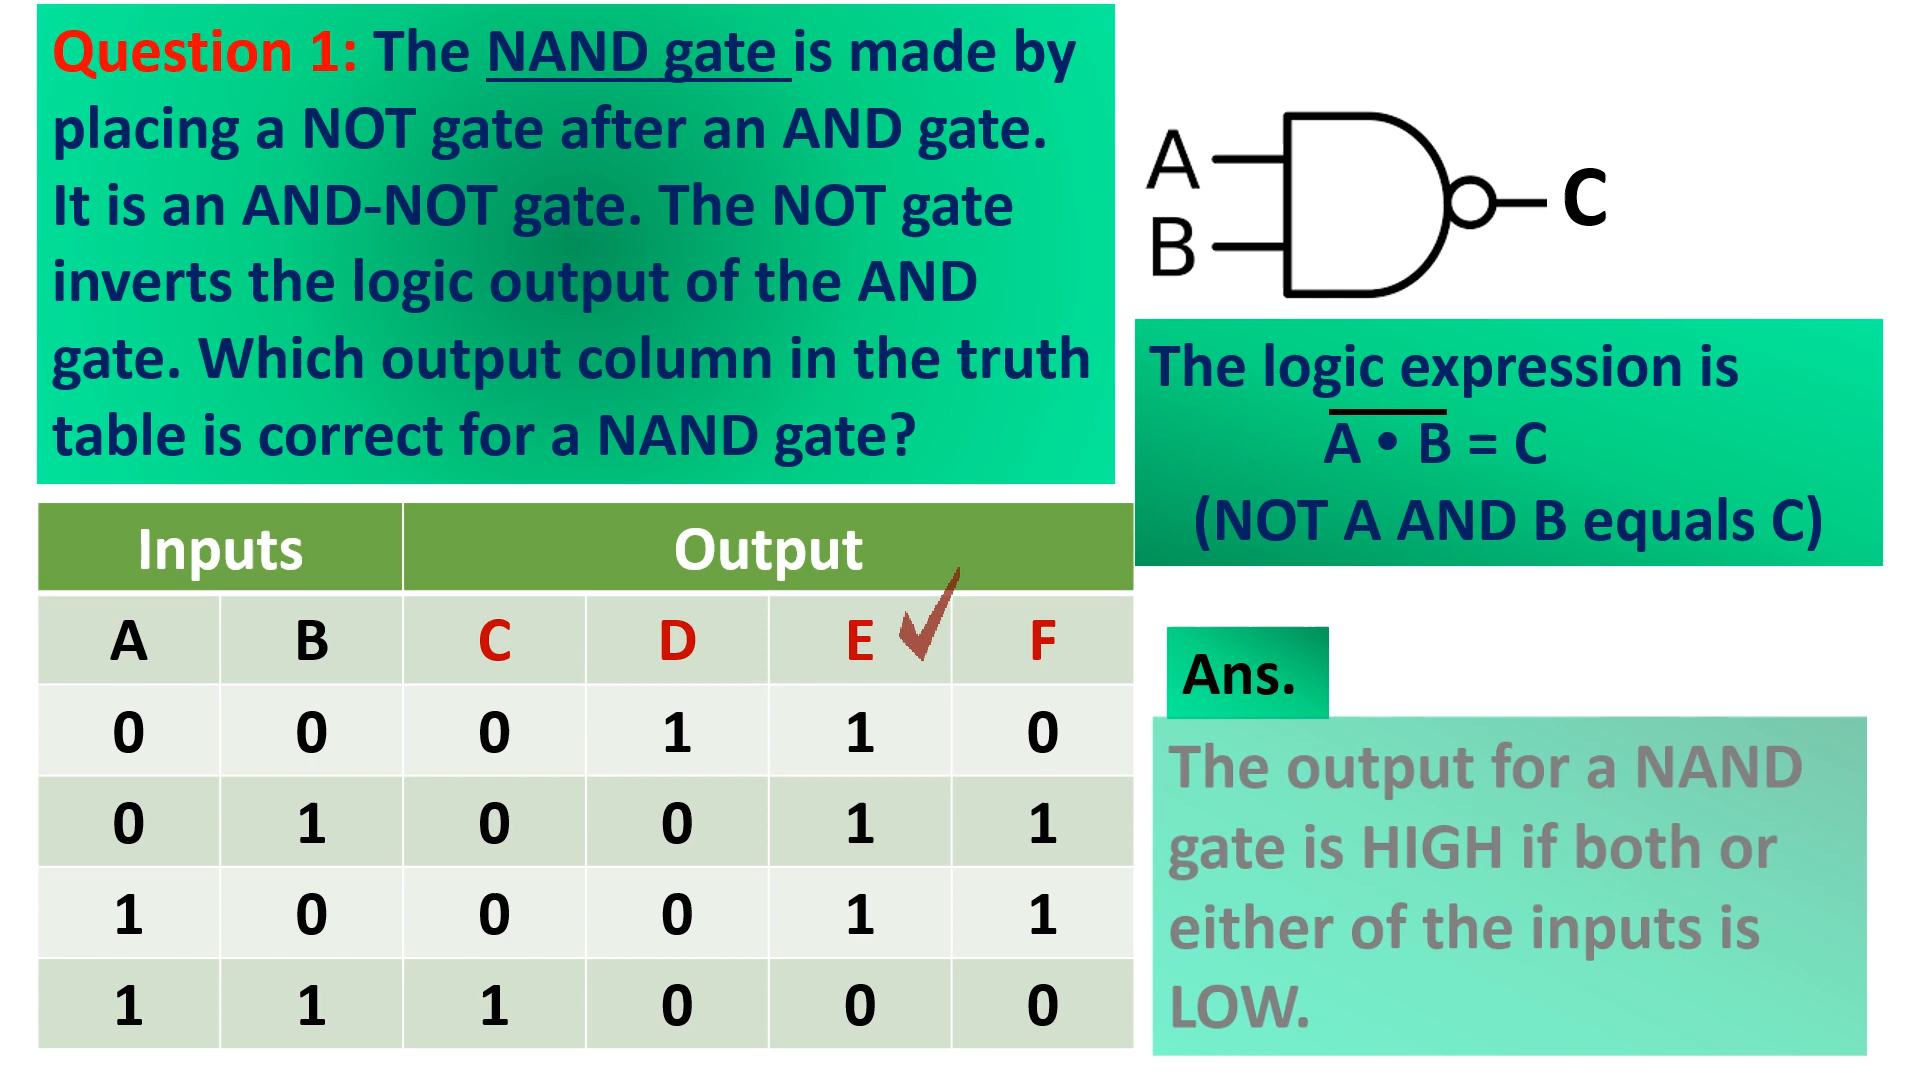 Question 1: The NAND gate is made by
placing a NOT gate after an AND gate.
It is an AND-NOT gate. The NOT gate
inverts the logic output of the AND
gate. Which output column in the truth
table is correct for a NAND gate?
A
B
C
The logic expression is
A • B = C
(NOT A AND B equals C)
Inputs Output
A B C D E F
0 0 0 1 1 0
0 1 0 0 1 1
1 0 0 0 1 1
1 1 1 0 0 0
Ans.
The output for a NAND
gate is HIGH if both or
either of the inputs is
LOW.